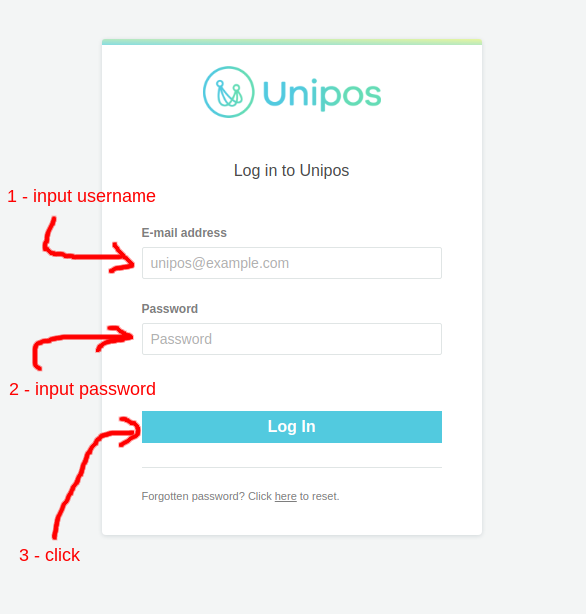 Unipos
Log in to Unipos
1 - input username
E-mail address
unipos@example.com
Password
Password
2 - input password
Log In
Forgotten password? Click here to reset.
3 - click